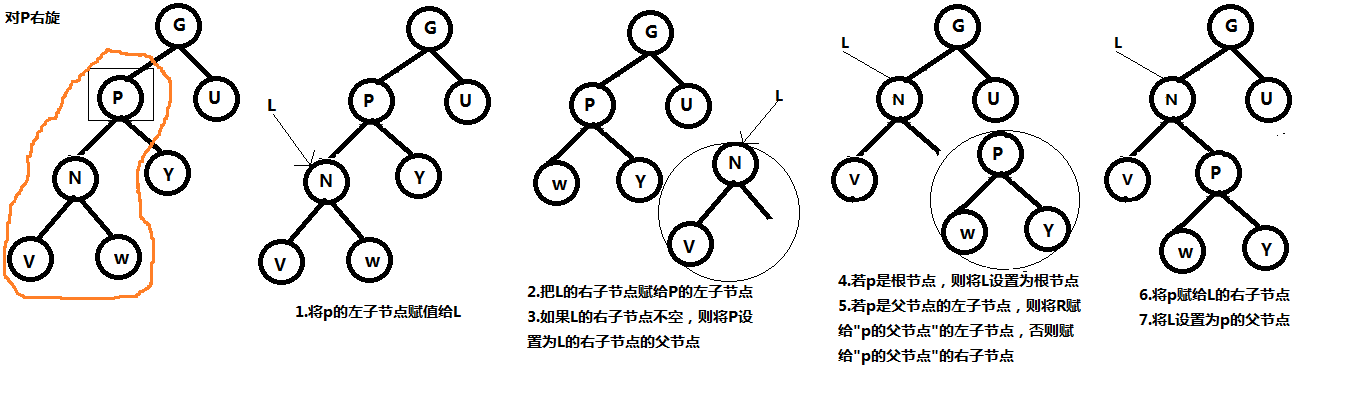 对P右旋
G
P
U
N
Y
V
w
G
P
U
L
N
Y
V
w
1.将p的左子节点赋值给L
G
P
U
L
w
Y
N
V
2.把L的右子节点赋给P的左子节点
3.如果L的右子节点不空，则将P设
置为L的右子节点的父节点
L
G
N
U
V
P
w
Y
4.若p是根节点，则将L设置为根节点
5.若p是父节点的左子节点，则将R赋
给"p的父节点"的左子节点，否则赋
给"p的父节点"的右子节点
L
G
N
U
V
P
w
Y
6.将p赋给L的右子节点
7.将L设置为p的父节点